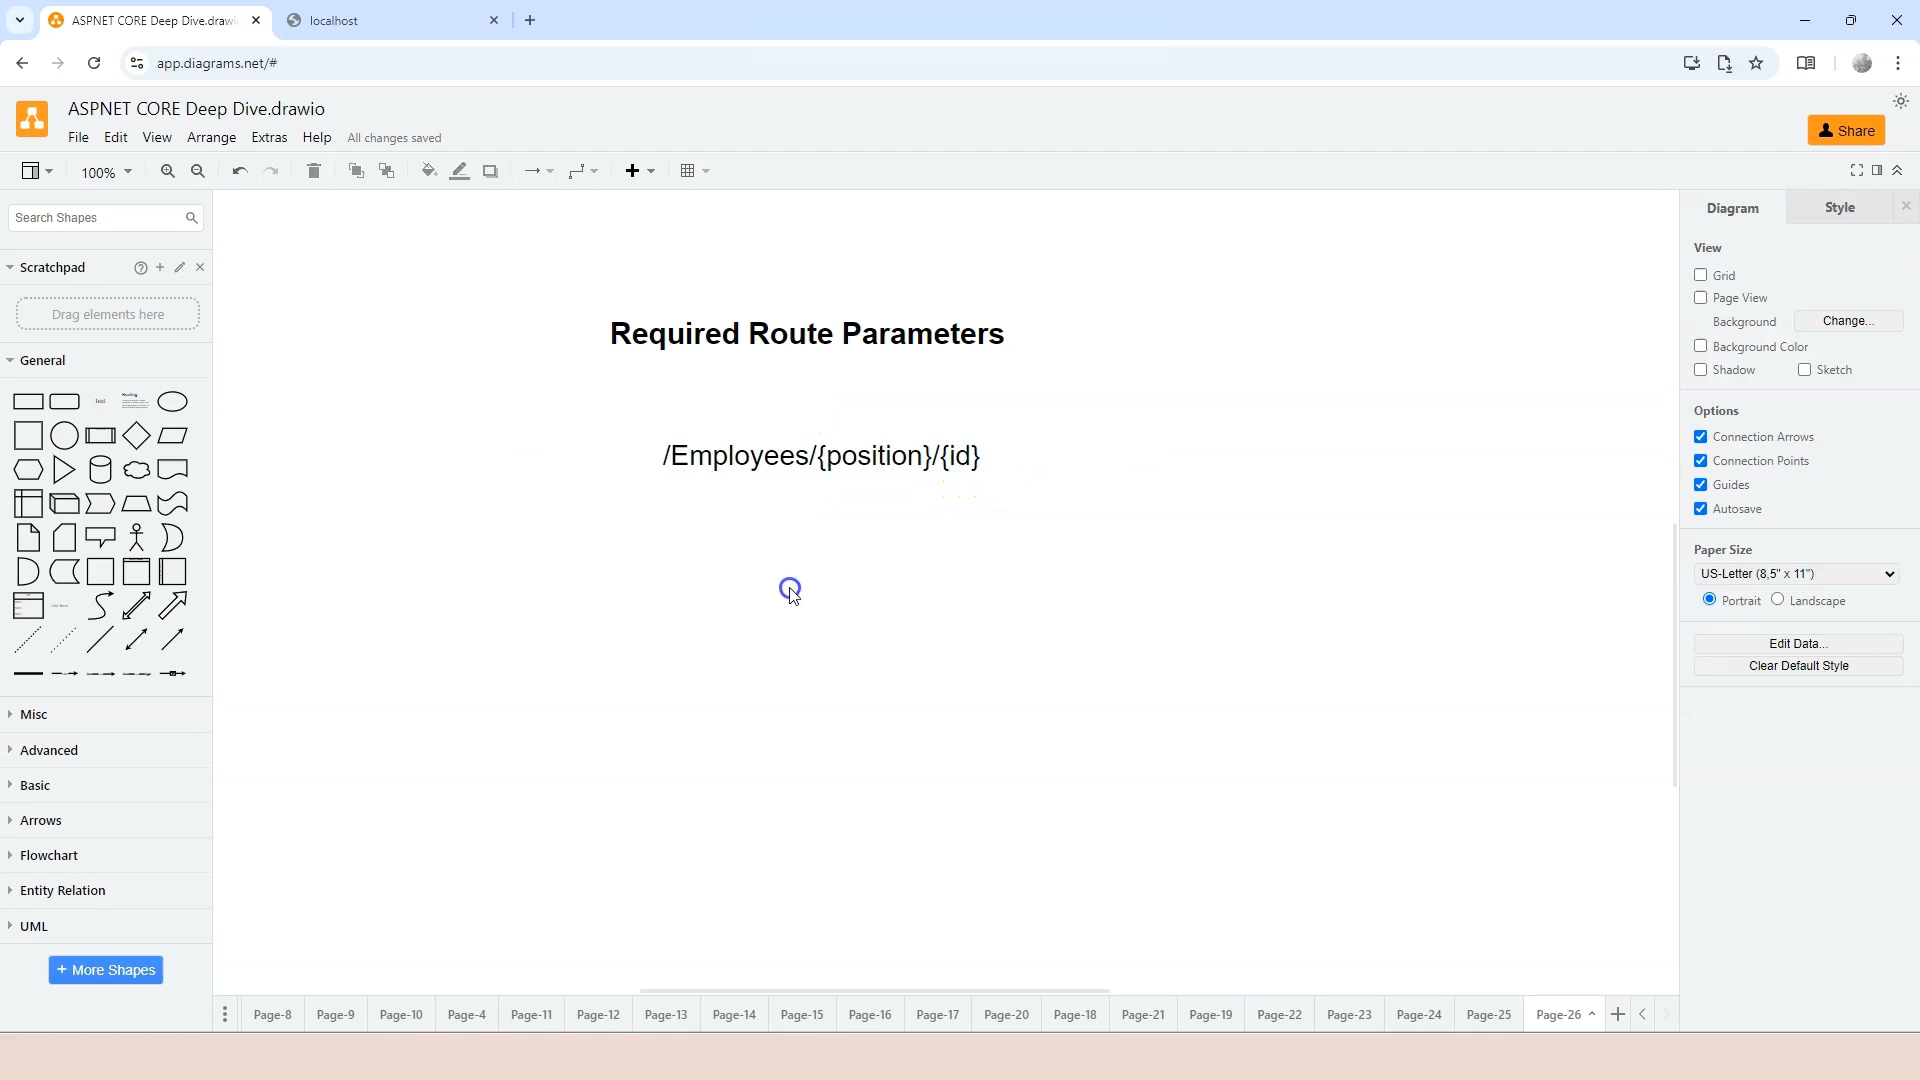 ASPNET CORE Deep Dive.drawi
localhost
app.diagrams.net/#
ASPNET CORE Deep Dive.drawio
File Edit View Arrange Extras Help All changes saved
Share
100%
Search Shapes
Scratchpad
Drag elements here
General
Text
Heading
Misc
Advanced
Basic
Arrows
Flowchart
Entity Relation
UML
+ More Shapes
Required Route Parameters
/Employees/{position}/{id}
Diagram Style
View
Grid
Page View
Background Change...
Background Color
Shadow Sketch
Options
Connection Arrows
Connection Points
Guides
Autosave
Paper Size
US-Letter (8,5" x 11")
Portrait Landscape
Edit Data...
Clear Default Style
Page-8 Page-9 Page-10 Page-4 Page-11 Page-12 Page-13 Page-14 Page-15 Page-16 Page-17 Page-20 Page-18 Page-21 Page-19 Page-22 Page-23 Page-24 Page-25 Page-26